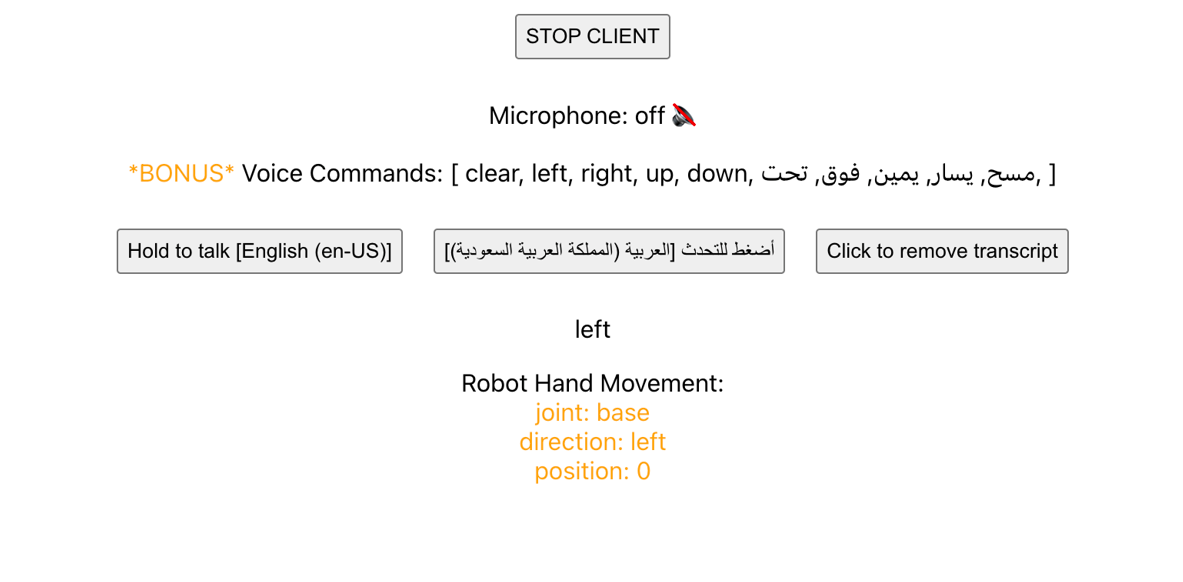 STOP CLIENT
Microphone: off
*BONUS* Voice Commands: [ clear, left, right, up, down, مسح, يسار, يمين, فوق, تحت, ]
Hold to talk [English (en-US)]
أضغط للتحدث [العربية (المملكة العربية السعودية)]
Click to remove transcript
left
Robot Hand Movement:
joint: base
direction: left
position: 0